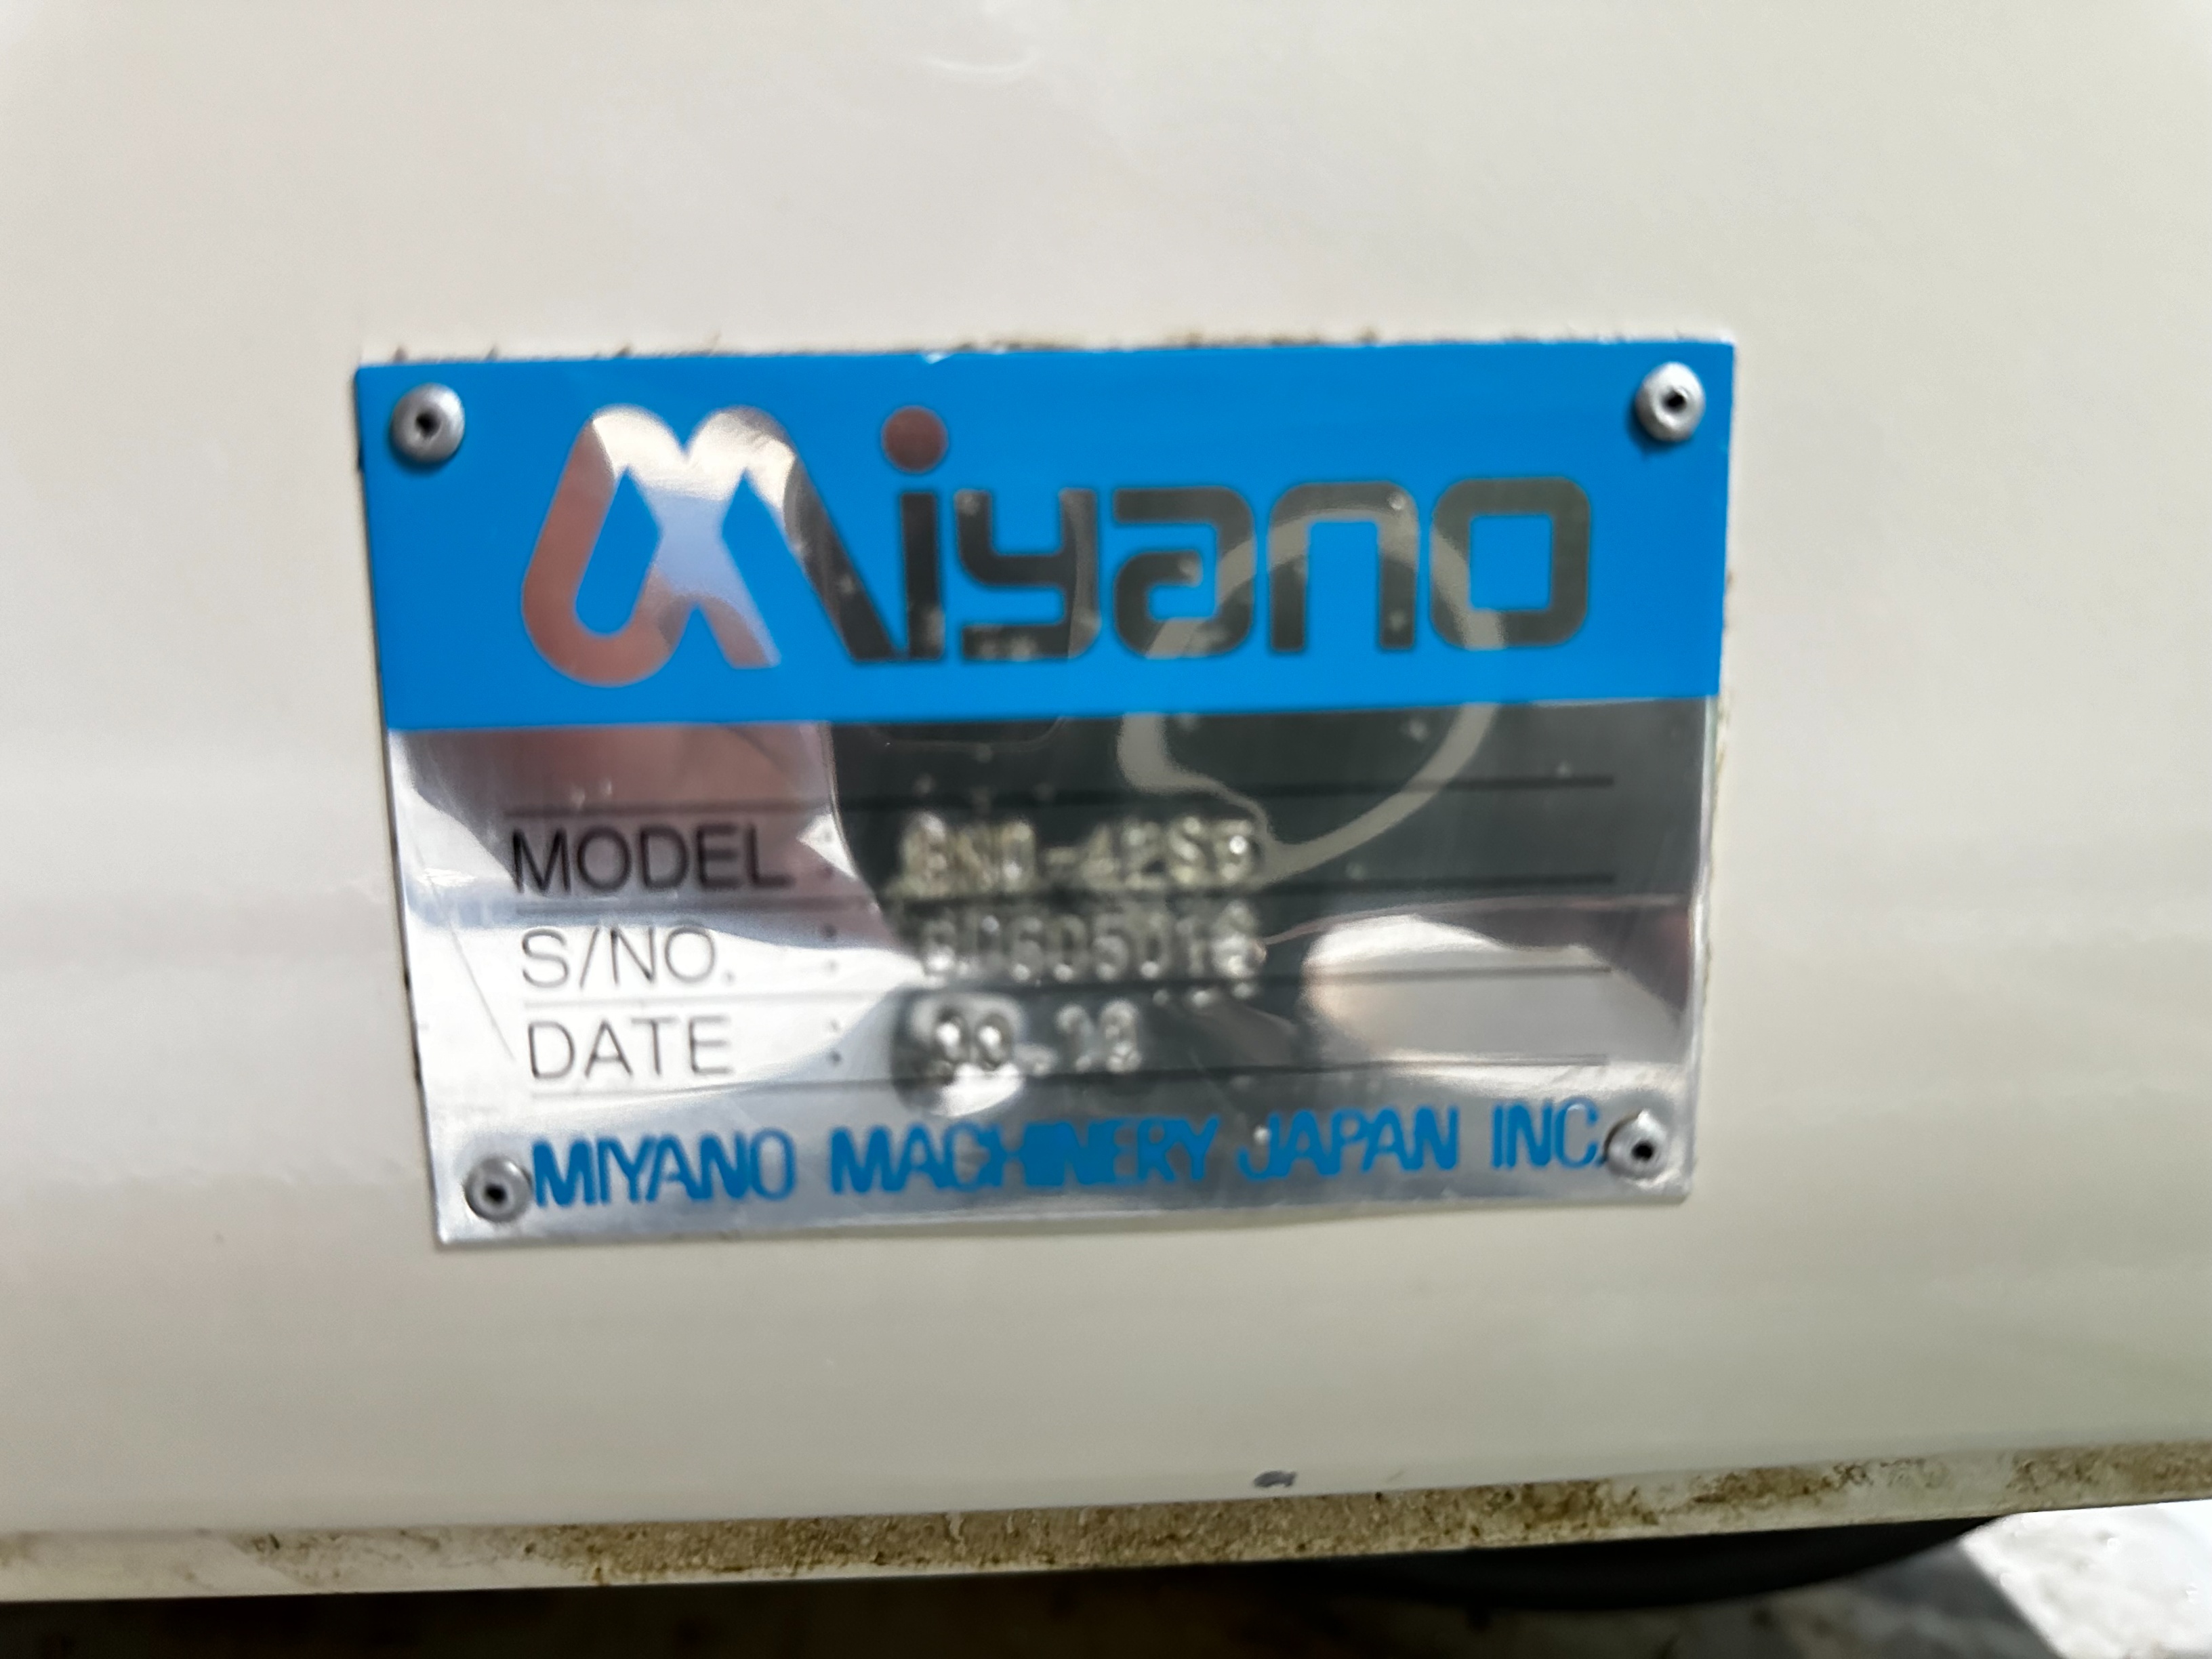 Miyano
MODEL :
S/NO. :
DATE :
MIYANO MACHINERY JAPAN INC.